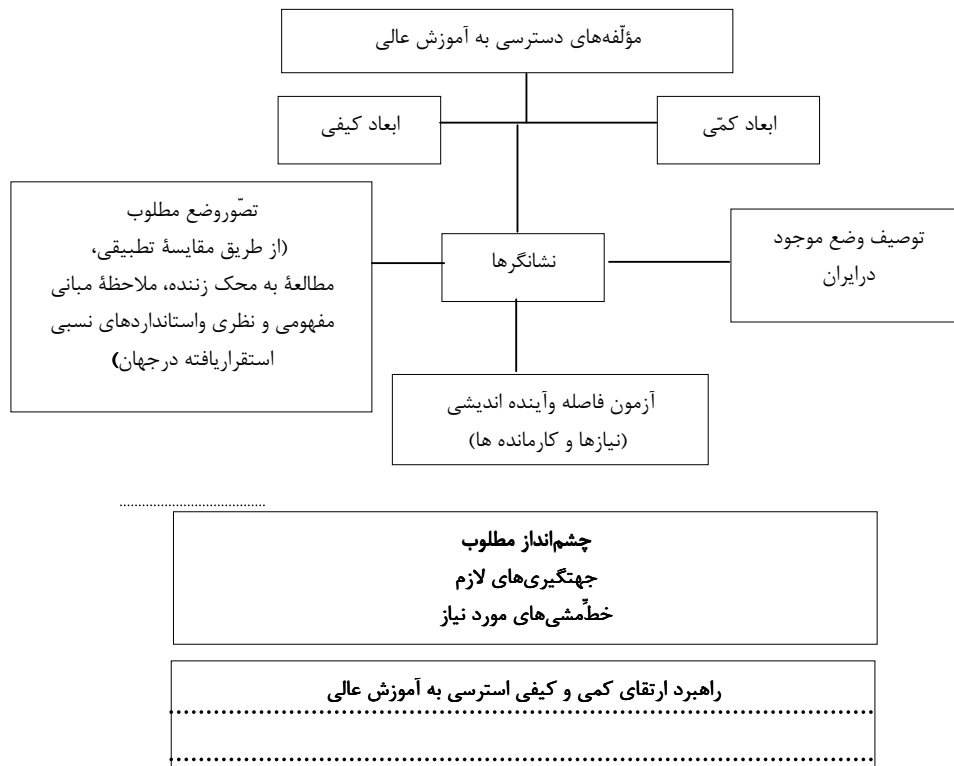 مؤلّفه‌های دسترسی به آموزش عالی
ابعاد کمّی
ابعاد کیفی
توصیف وضع موجود
درایران
نشانگرها
تصّوروضع مطلوب
(از طریق مقایسهٔ تطبیقی،
مطالعهٔ به محک زننده، ملاحظهٔ مبانی
مفهومی و نظری واستانداردهای نسبی
استقراریافته درجهان)
آزمون فاصله وآینده اندیشی
(نیازها و کارمانده ها)
چشم‌انداز مطلوب
جهتگیری‌های لازم
خطِّمشی‌های مورد نیاز
راهبرد ارتقای کمی و کیفی استرسی به آموزش عالی